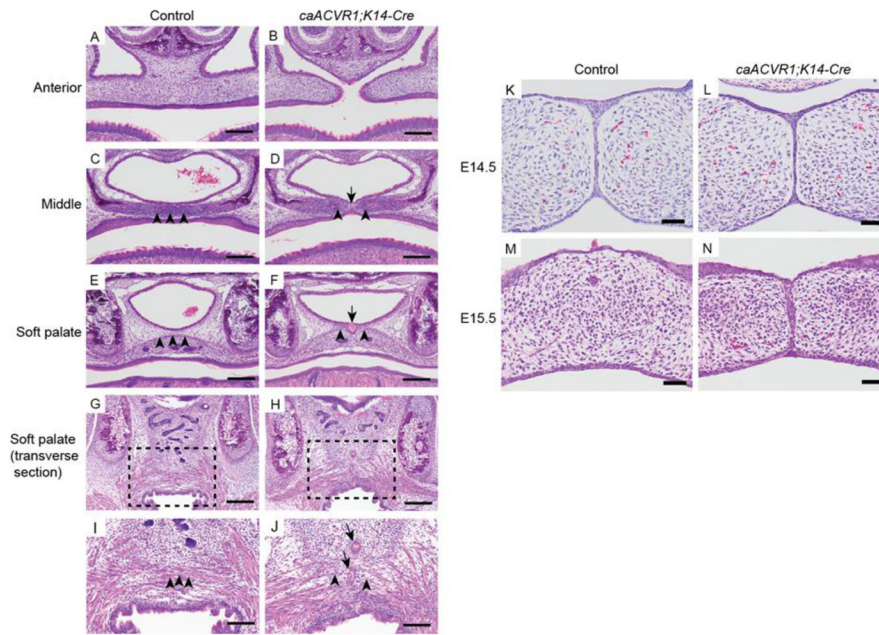 Control
caACVR1;K14-Cre
A
B
Anterior
C
D
Middle
E
F
Soft palate
G
H
Soft palate
(transverse
section)
I
J
Control
caACVR1;K14-Cre
K
L
E14.5
M
N
E15.5